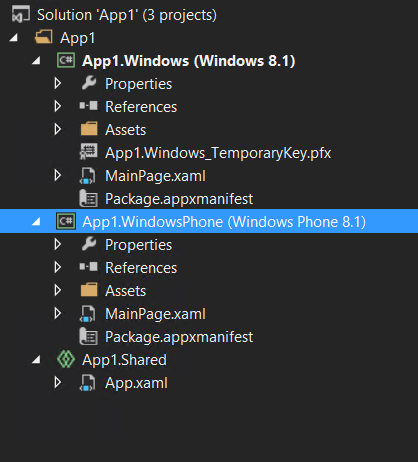 Solution 'App1' (3 projects)
App1
C# App1.Windows (Windows 8.1)
Properties
References
Assets
App1.Windows_TemporaryKey.pfx
MainPage.xaml
Package.appxmanifest
C# App1.WindowsPhone (Windows Phone 8.1)
Properties
References
Assets
MainPage.xaml
Package.appxmanifest
App1.Shared
App.xaml